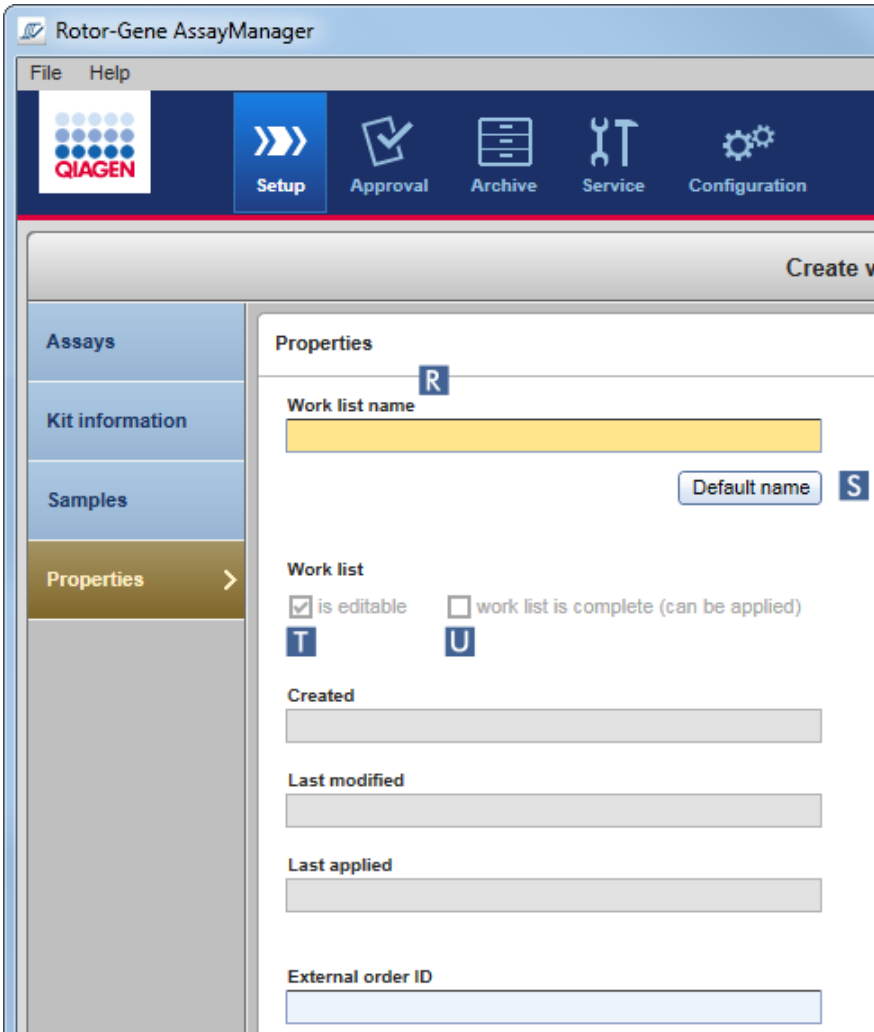 Rotor-Gene AssayManager
File Help
QIAGEN
Setup Approval Archive Service Configuration
Create
Assays
Kit information
Samples
Properties
Properties
R
Work list name
Default name S
Work list
is editable work list is complete (can be applied)
T U
Created
Last modified
Last applied
External order ID